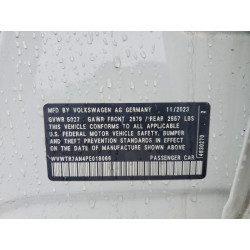 MFD BY VOLKSWAGEN AG GERMANY 11/2023
GVWR 5027 GAWR FRONT 2679 / REAR 2557 LBS
THIS VEHICLE CONFORMS TO ALL APPLICABLE
U.S. FEDERAL MOTOR VEHICLE SAFETY,
BUMPER, AND THEFT PREVENTION STANDARDS
IN EFFECT ON THE DATE OF
MANUFACTURE SHOWN ABOVE.
PASSENGER CAR
2